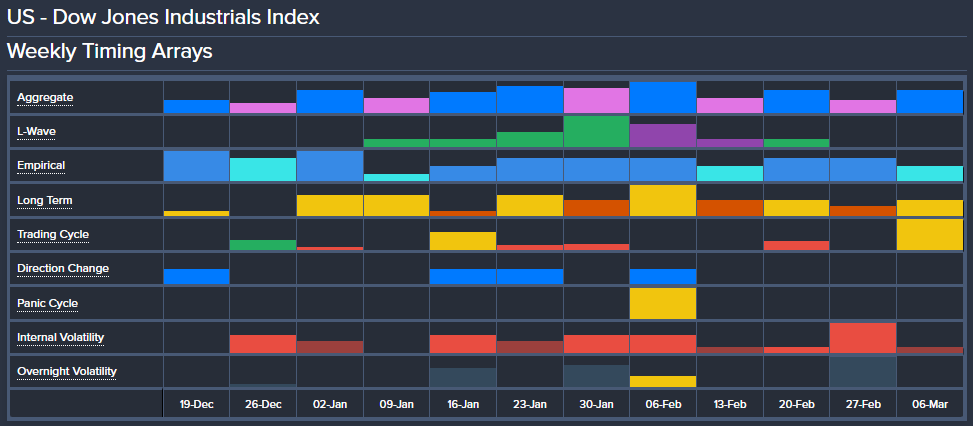 US - Dow Jones Industrials Index
Weekly Timing Arrays
Aggregate
L-Wave
Empirical
Long Term
Trading Cycle
Direction Change
Panic Cycle
Internal Volatility
Overnight Volatility
19-Dec 26-Dec 02-Jan 09-Jan 16-Jan 23-Jan 30-Jan 06-Feb 13-Feb 20-Feb 27-Feb 06-Mar